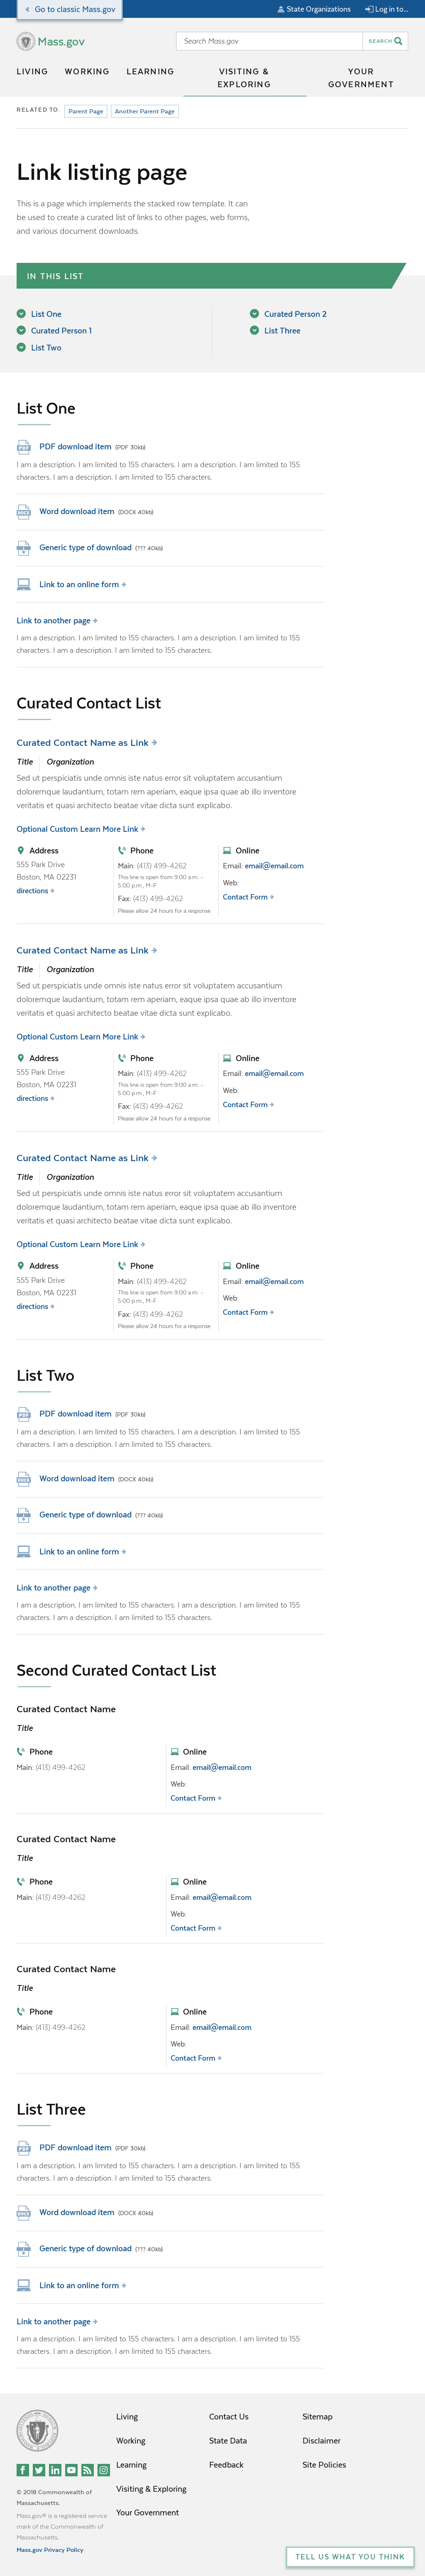 Go to classic Mass.gov
State Organizations
Log in to...
Mass.gov
Search Mass.gov
SEARCH
LIVING
WORKING
LEARNING
VISITING &
EXPLORING
YOUR
GOVERNMENT
RELATED TO:
Parent Page
Another Parent Page
Link listing page
This is a page which implements the stacked row template. It can
be used to create a curated list of links to other pages, web forms,
and various document downloads.
IN THIS LIST
List One
Curated Person 1
List Two
Curated Person 2
List Three
List One
PDF download item (PDF 30kb)
I am a description. I am limited to 155 characters. I am a description. I am limited to 155
characters. I am a description. I am limited to 155 characters.
Word download item (DOCX 40kb)
Generic type of download (??? 40kb)
Link to an online form
Link to another page
I am a description. I am limited to 155 characters. I am a description. I am limited to 155
characters. I am a description. I am limited to 155 characters.
Curated Contact List
Curated Contact Name as Link
Title Organization
Sed ut perspiciatis unde omnis iste natus error sit voluptatem accusantium
doloremque laudantium, totam rem aperiam, eaque ipsa quae ab illo inventore
veritatis et quasi architecto beatae vitae dicta sunt explicabo.
Optional Custom Learn More Link
Address
555 Park Drive
Boston, MA 02231
directions
Phone
Main: (413) 499-4262
This line is open from 9:00 a.m. -
5:00 p.m., M-F
Fax: (413) 499-4262
Please allow 24 hours for a response
Online
Email: email@email.com
Web:
Contact Form
Curated Contact Name as Link
Title Organization
Sed ut perspiciatis unde omnis iste natus error sit voluptatem accusantium
doloremque laudantium, totam rem aperiam, eaque ipsa quae ab illo inventore
veritatis et quasi architecto beatae vitae dicta sunt explicabo.
Optional Custom Learn More Link
Address
555 Park Drive
Boston, MA 02231
directions
Phone
Main: (413) 499-4262
This line is open from 9:00 a.m. -
5:00 p.m., M-F
Fax: (413) 499-4262
Please allow 24 hours for a response
Online
Email: email@email.com
Web:
Contact Form
Curated Contact Name as Link
Title Organization
Sed ut perspiciatis unde omnis iste natus error sit voluptatem accusantium
doloremque laudantium, totam rem aperiam, eaque ipsa quae ab illo inventore
veritatis et quasi architecto beatae vitae dicta sunt explicabo.
Optional Custom Learn More Link
Address
555 Park Drive
Boston, MA 02231
directions
Phone
Main: (413) 499-4262
This line is open from 9:00 a.m. -
5:00 p.m., M-F
Fax: (413) 499-4262
Please allow 24 hours for a response
Online
Email: email@email.com
Web:
Contact Form
List Two
PDF download item (PDF 30kb)
I am a description. I am limited to 155 characters. I am a description. I am limited to 155
characters. I am a description. I am limited to 155 characters.
Word download item (DOCX 40kb)
Generic type of download (??? 40kb)
Link to an online form
Link to another page
I am a description. I am limited to 155 characters. I am a description. I am limited to 155
characters. I am a description. I am limited to 155 characters.
Second Curated Contact List
Curated Contact Name
Title
Phone
Main: (413) 499-4262
Online
Email: email@email.com
Web:
Contact Form
Curated Contact Name
Title
Phone
Main: (413) 499-4262
Online
Email: email@email.com
Web:
Contact Form
Curated Contact Name
Title
Phone
Main: (413) 499-4262
Online
Email: email@email.com
Web:
Contact Form
List Three
PDF download item (PDF 30kb)
I am a description. I am limited to 155 characters. I am a description. I am limited to 155
characters. I am a description. I am limited to 155 characters.
Word download item (DOCX 40kb)
Generic type of download (??? 40kb)
Link to an online form
Link to another page
I am a description. I am limited to 155 characters. I am a description. I am limited to 155
characters. I am a description. I am limited to 155 characters.
© 2018 Commonwealth of
Massachusetts.
Mass.gov® is a registered service
mark of the Commonwealth of
Massachusetts.
Mass.gov Privacy Policy
Living
Working
Learning
Visiting & Exploring
Your Government
Contact Us
State Data
Feedback
Sitemap
Disclaimer
Site Policies
TELL US WHAT YOU THINK